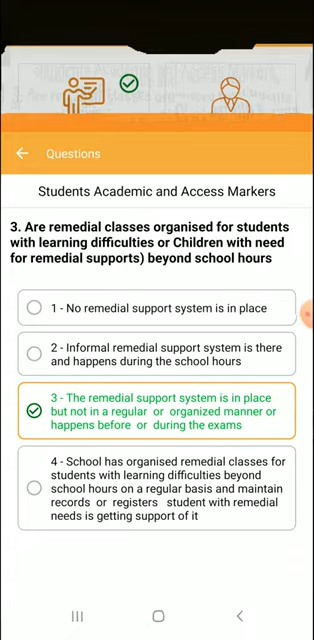 Questions
Students Academic and Access Markers
3. Are remedial classes organised for students
with learning difficulties or Children with need
for remedial supports) beyond school hours
1 - No remedial support system is in place
2 - Informal remedial support system is there
and happens during the school hours
3 - The remedial support system is in place
but not in a regular or organized manner or
happens before or during the exams
4 - School has organised remedial classes for
students with learning difficulties beyond
school hours on a regular basis and maintain
records or registers student with remedial
needs is getting support of it